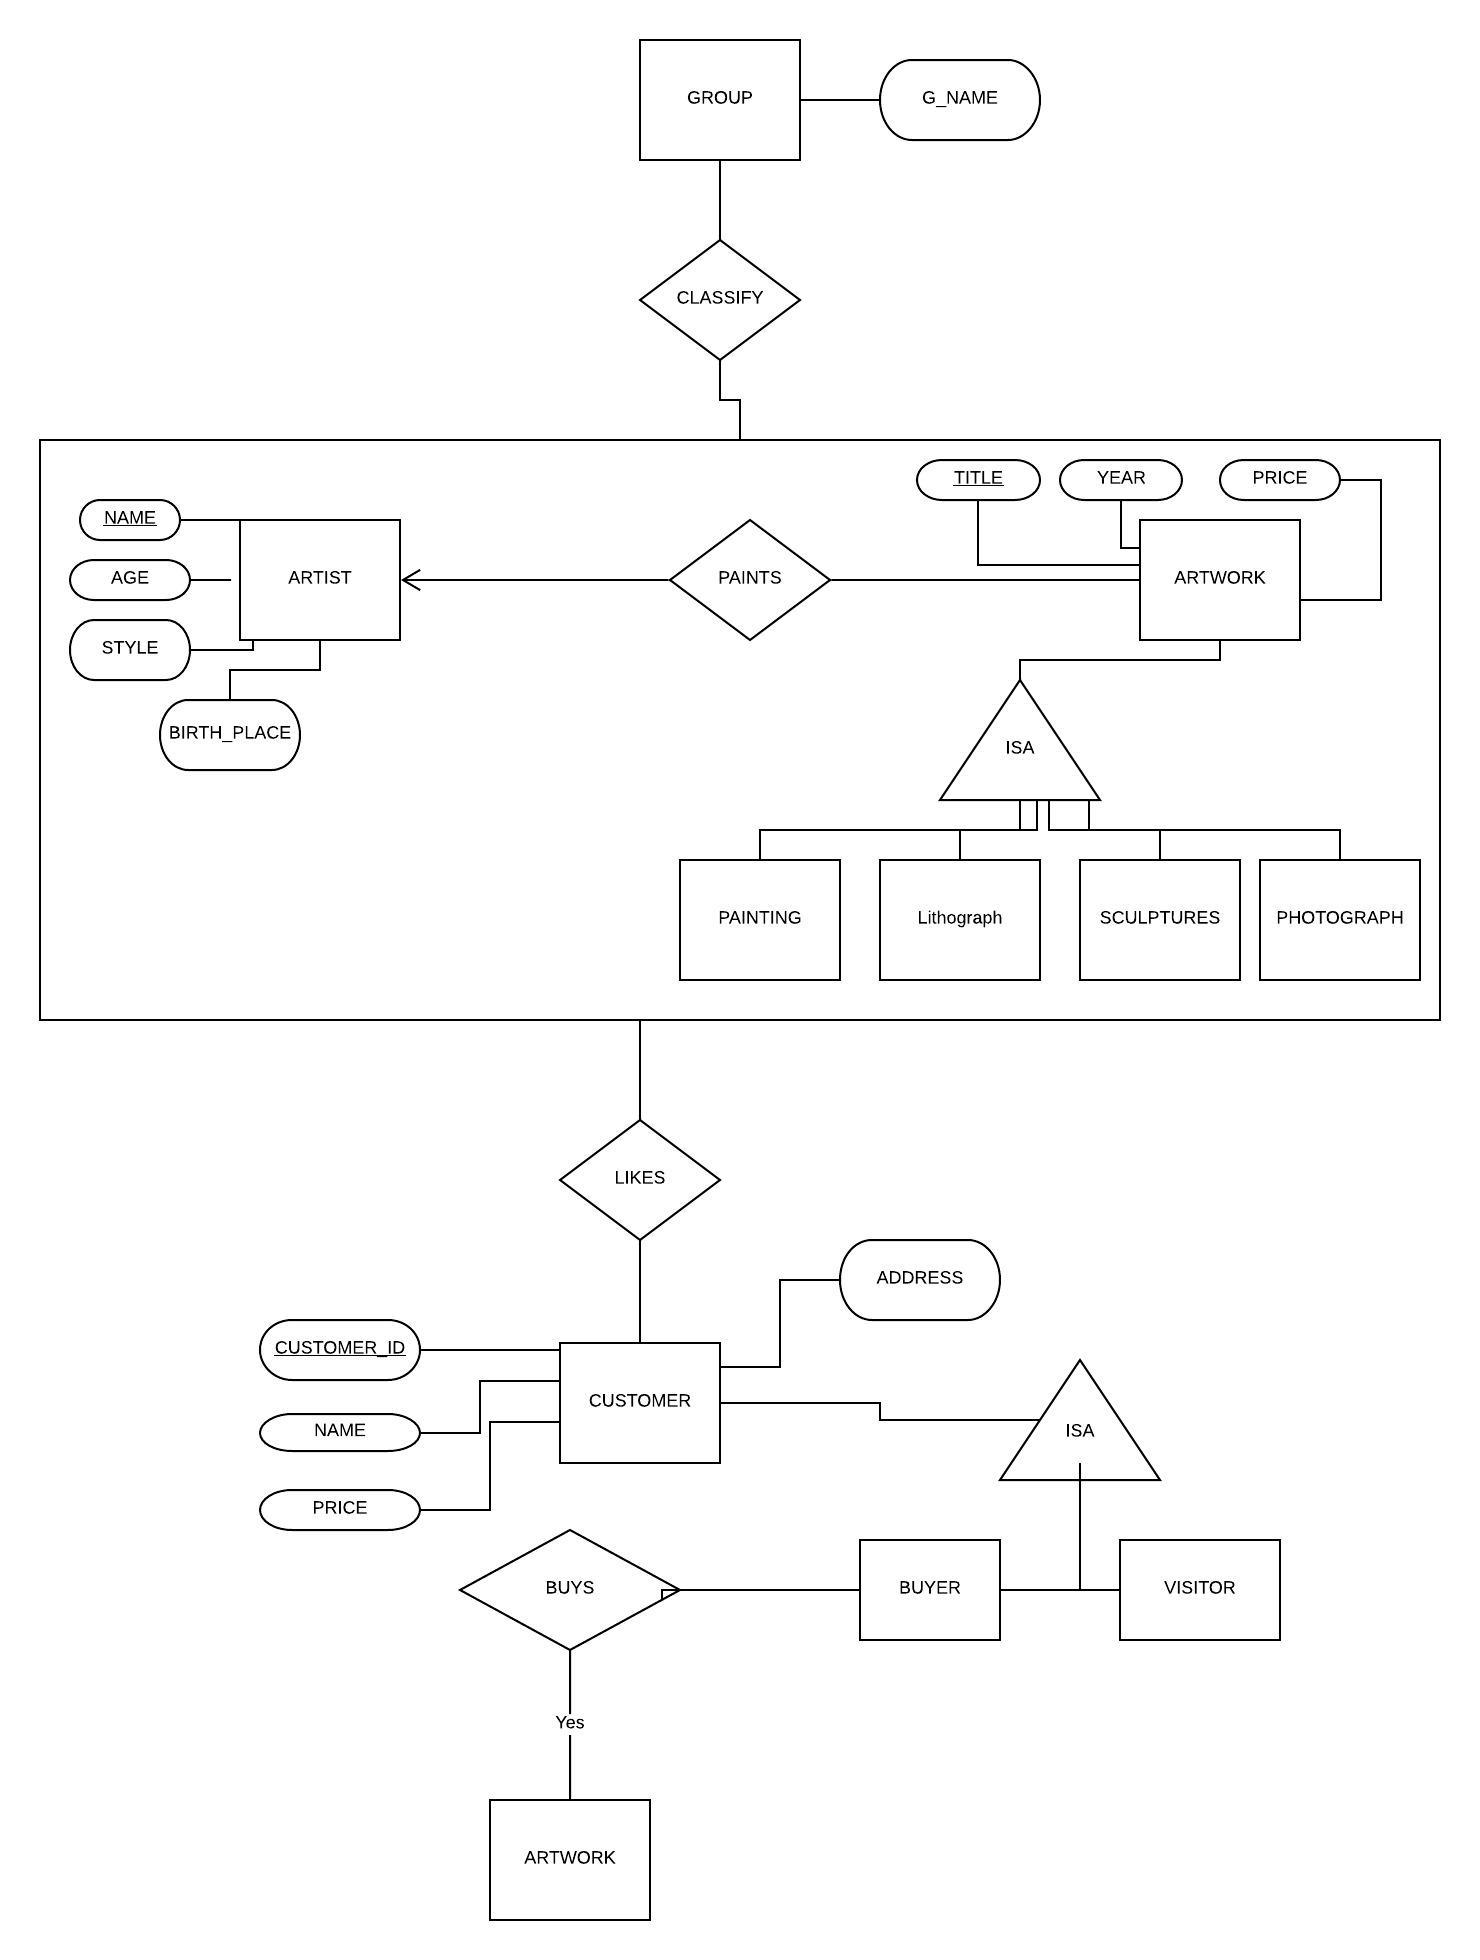 GROUP
G_NAME
CLASSIFY
TITLE
YEAR
PRICE
NAME
AGE
ARTIST
PAINTS
ARTWORK
STYLE
BIRTH_PLACE
ISA
PAINTING
Lithograph
SCULPTURES
PHOTOGRAPH
LIKES
ADDRESS
CUSTOMER_ID
CUSTOMER
NAME
ISA
PRICE
BUYS
BUYER
VISITOR
Yes
ARTWORK